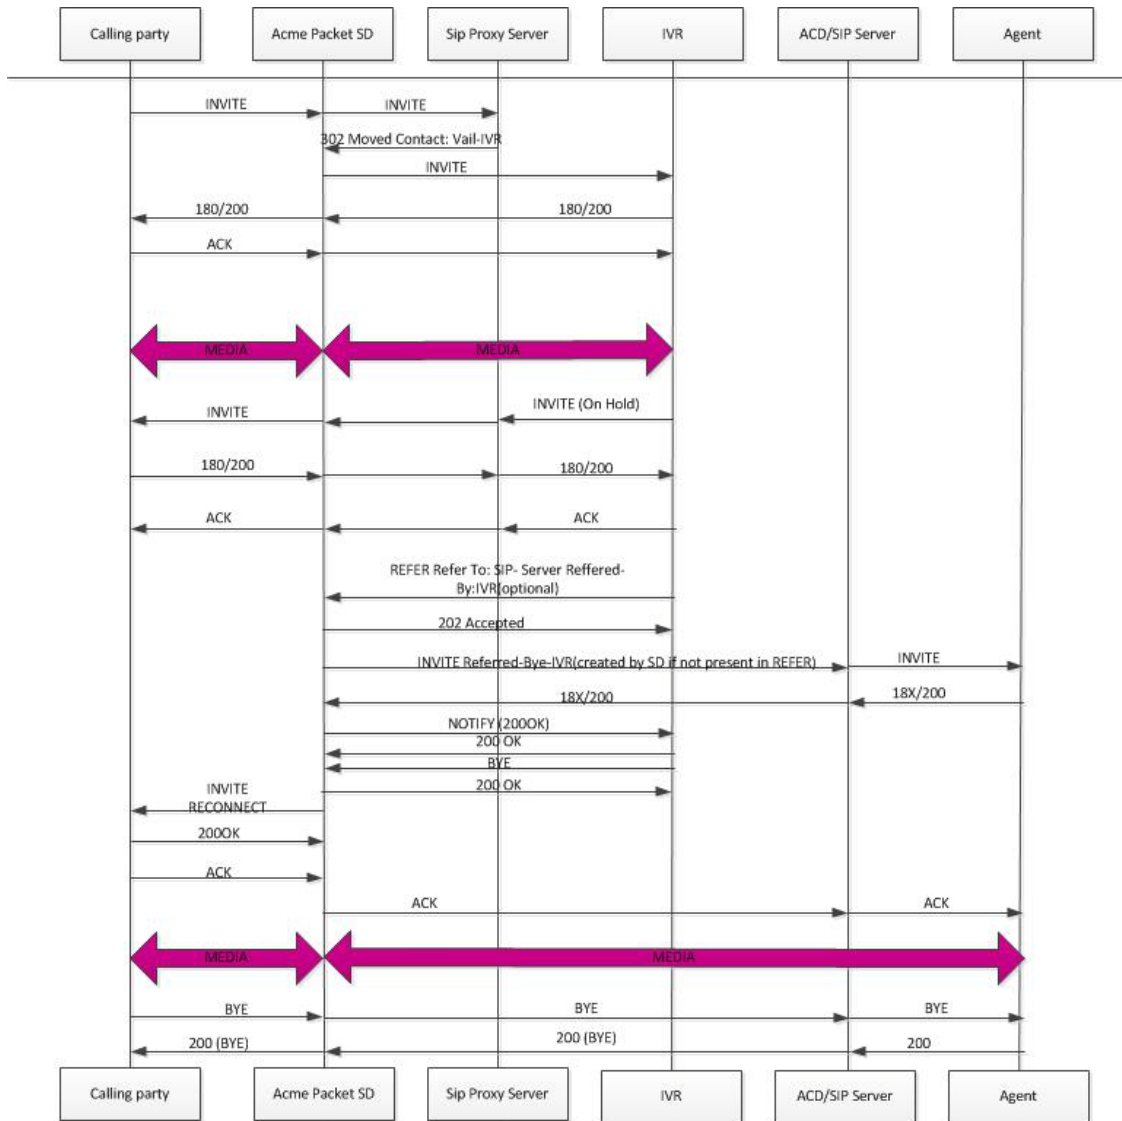 Calling party
Acme Packet SD
Sip Proxy Server
IVR
ACD/SIP Server
Agent
INVITE
INVITE
302 Moved Contact: Vail-IVR
INVITE
180/200
180/200
ACK
MEDIA
MEDIA
INVITE (On Hold)
INVITE
180/200
180/200
ACK
ACK
REFER Refer To: SIP- Server Reffered-
By:IVR(optional)
202 Accepted
INVITE Referred-Bye-IVR(created by SD if not present in REFER)
INVITE
18X/200
18X/200
NOTIFY (200OK)
200 OK
BYE
200 OK
INVITE
RECONNECT
200OK
ACK
ACK
ACK
MEDIA
MEDIA
BYE
BYE
BYE
200 (BYE)
200 (BYE)
200
Calling party
Acme Packet SD
Sip Proxy Server
IVR
ACD/SIP Server
Agent